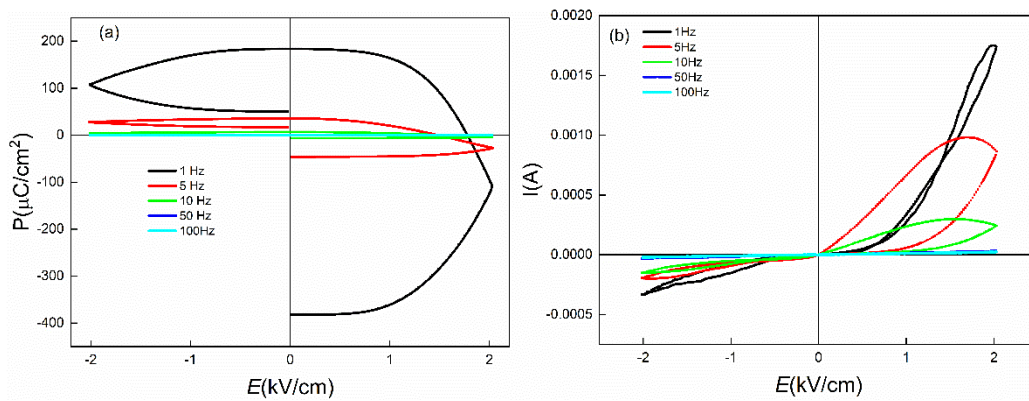 (a)
200
100
0
-100
-200
-300
-400
P(μC/cm²)
1 Hz
5 Hz
10 Hz
50 Hz
100Hz
-2
-1
0
1
2
E(kV/cm)
(b)
0.0020
0.0015
0.0010
0.0005
0.0000
-0.0005
I(A)
1Hz
5Hz
10Hz
50Hz
100Hz
-2
-1
0
1
2
E(kV/cm)